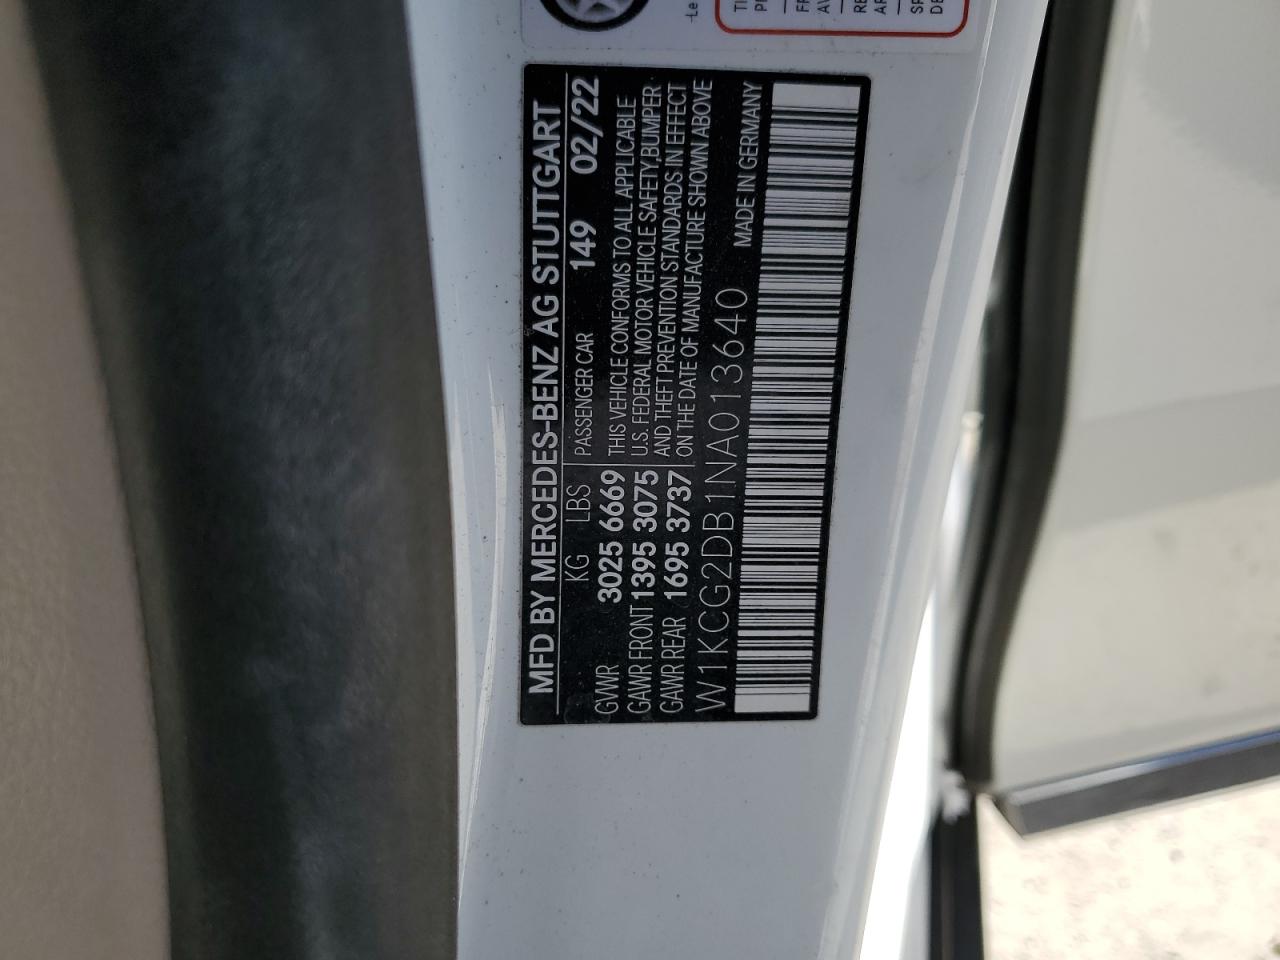 MFD BY MERCEDES-BENZ AG STUTTGART
KG LBS PASSENGER CAR 149 02/22
GVWR 3025 6669 THIS VEHICLE CONFORMS TO ALL APPLICABLE
GAWR FRONT 1395 3075 U.S. FEDERAL MOTOR VEHICLE SAFETY,BUMPER
GAWR REAR 1695 3737 AND THEFT PREVENTION STANDARDS IN EFFECT
ON THE DATE OF MANUFACTURE SHOWN ABOVE
W1KCG2DB1NA013640 MADE IN GERMANY